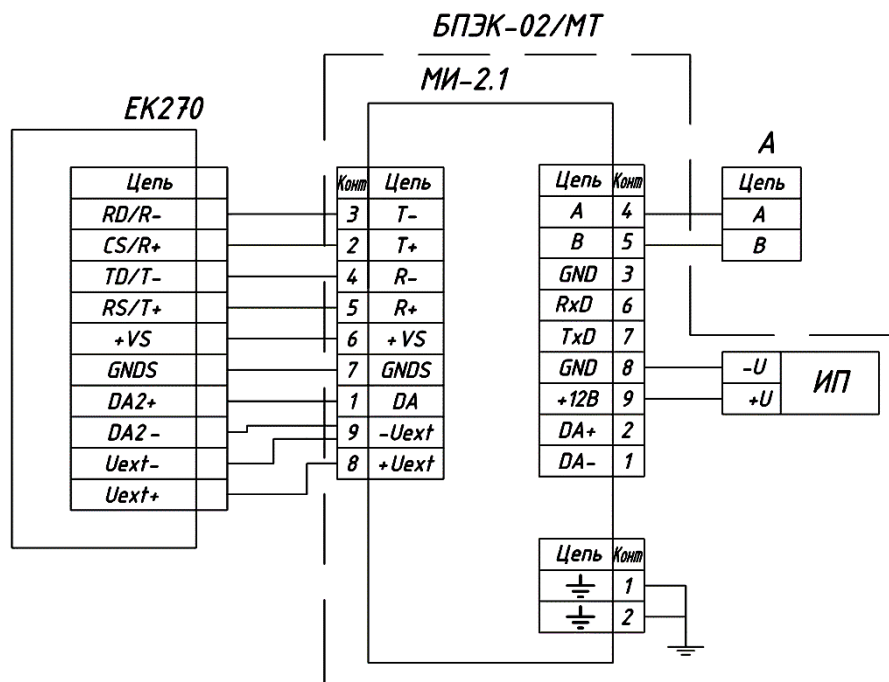 БПЭК-02/МТ
МИ-2.1
ЕК270
А
Цепь
RD/R-
CS/R+
TD/T-
RS/T+
+VS
GNDS
DA2+
DA2-
Uext-
Uext+
Конт Цепь
3 T-
2 T+
4 R-
5 R+
6 +VS
7 GNDS
1 DA
9 -Uext
8 +Uext
Цепь Конт
A 4
B 5
GND 3
RxD 6
TxD 7
GND 8
+12В 9
DA+ 2
DA- 1
Цепь
A
B
-U
+U
ИП
Цепь Конт
1
2